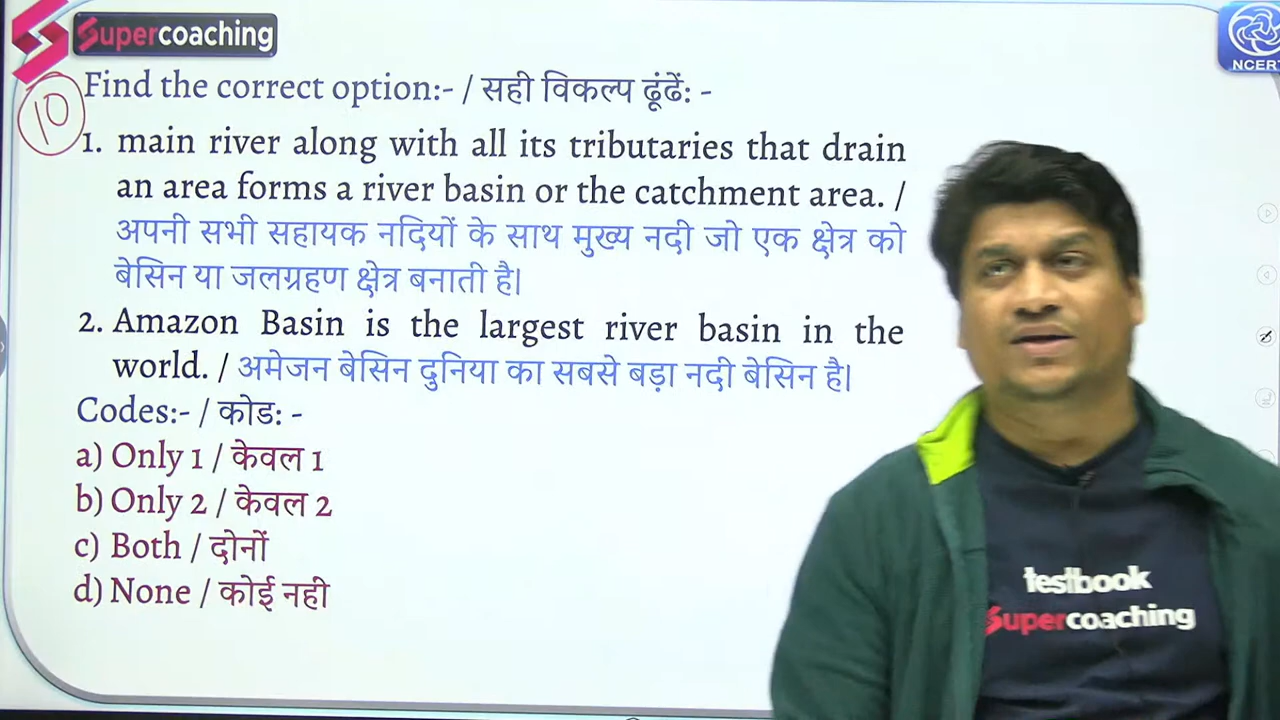 Supercoaching
NCERT
10
Find the correct option:- / सही विकल्प ढूंढें: -
1. main river along with all its tributaries that drain
an area forms a river basin or the catchment area. /
अपनी सभी सहायक नदियों के साथ मुख्य नदी जो एक क्षेत्र को
बेसिन या जलग्रहण क्षेत्र बनाती है।
2. Amazon Basin is the largest river basin in the
world. / अमेजन बेसिन दुनिया का सबसे बड़ा नदी बेसिन है।
Codes:- / कोड: -
a) Only 1 / केवल 1
b) Only 2 / केवल 2
c) Both / दोनों
d) None / कोई नही
testbook
Supercoaching